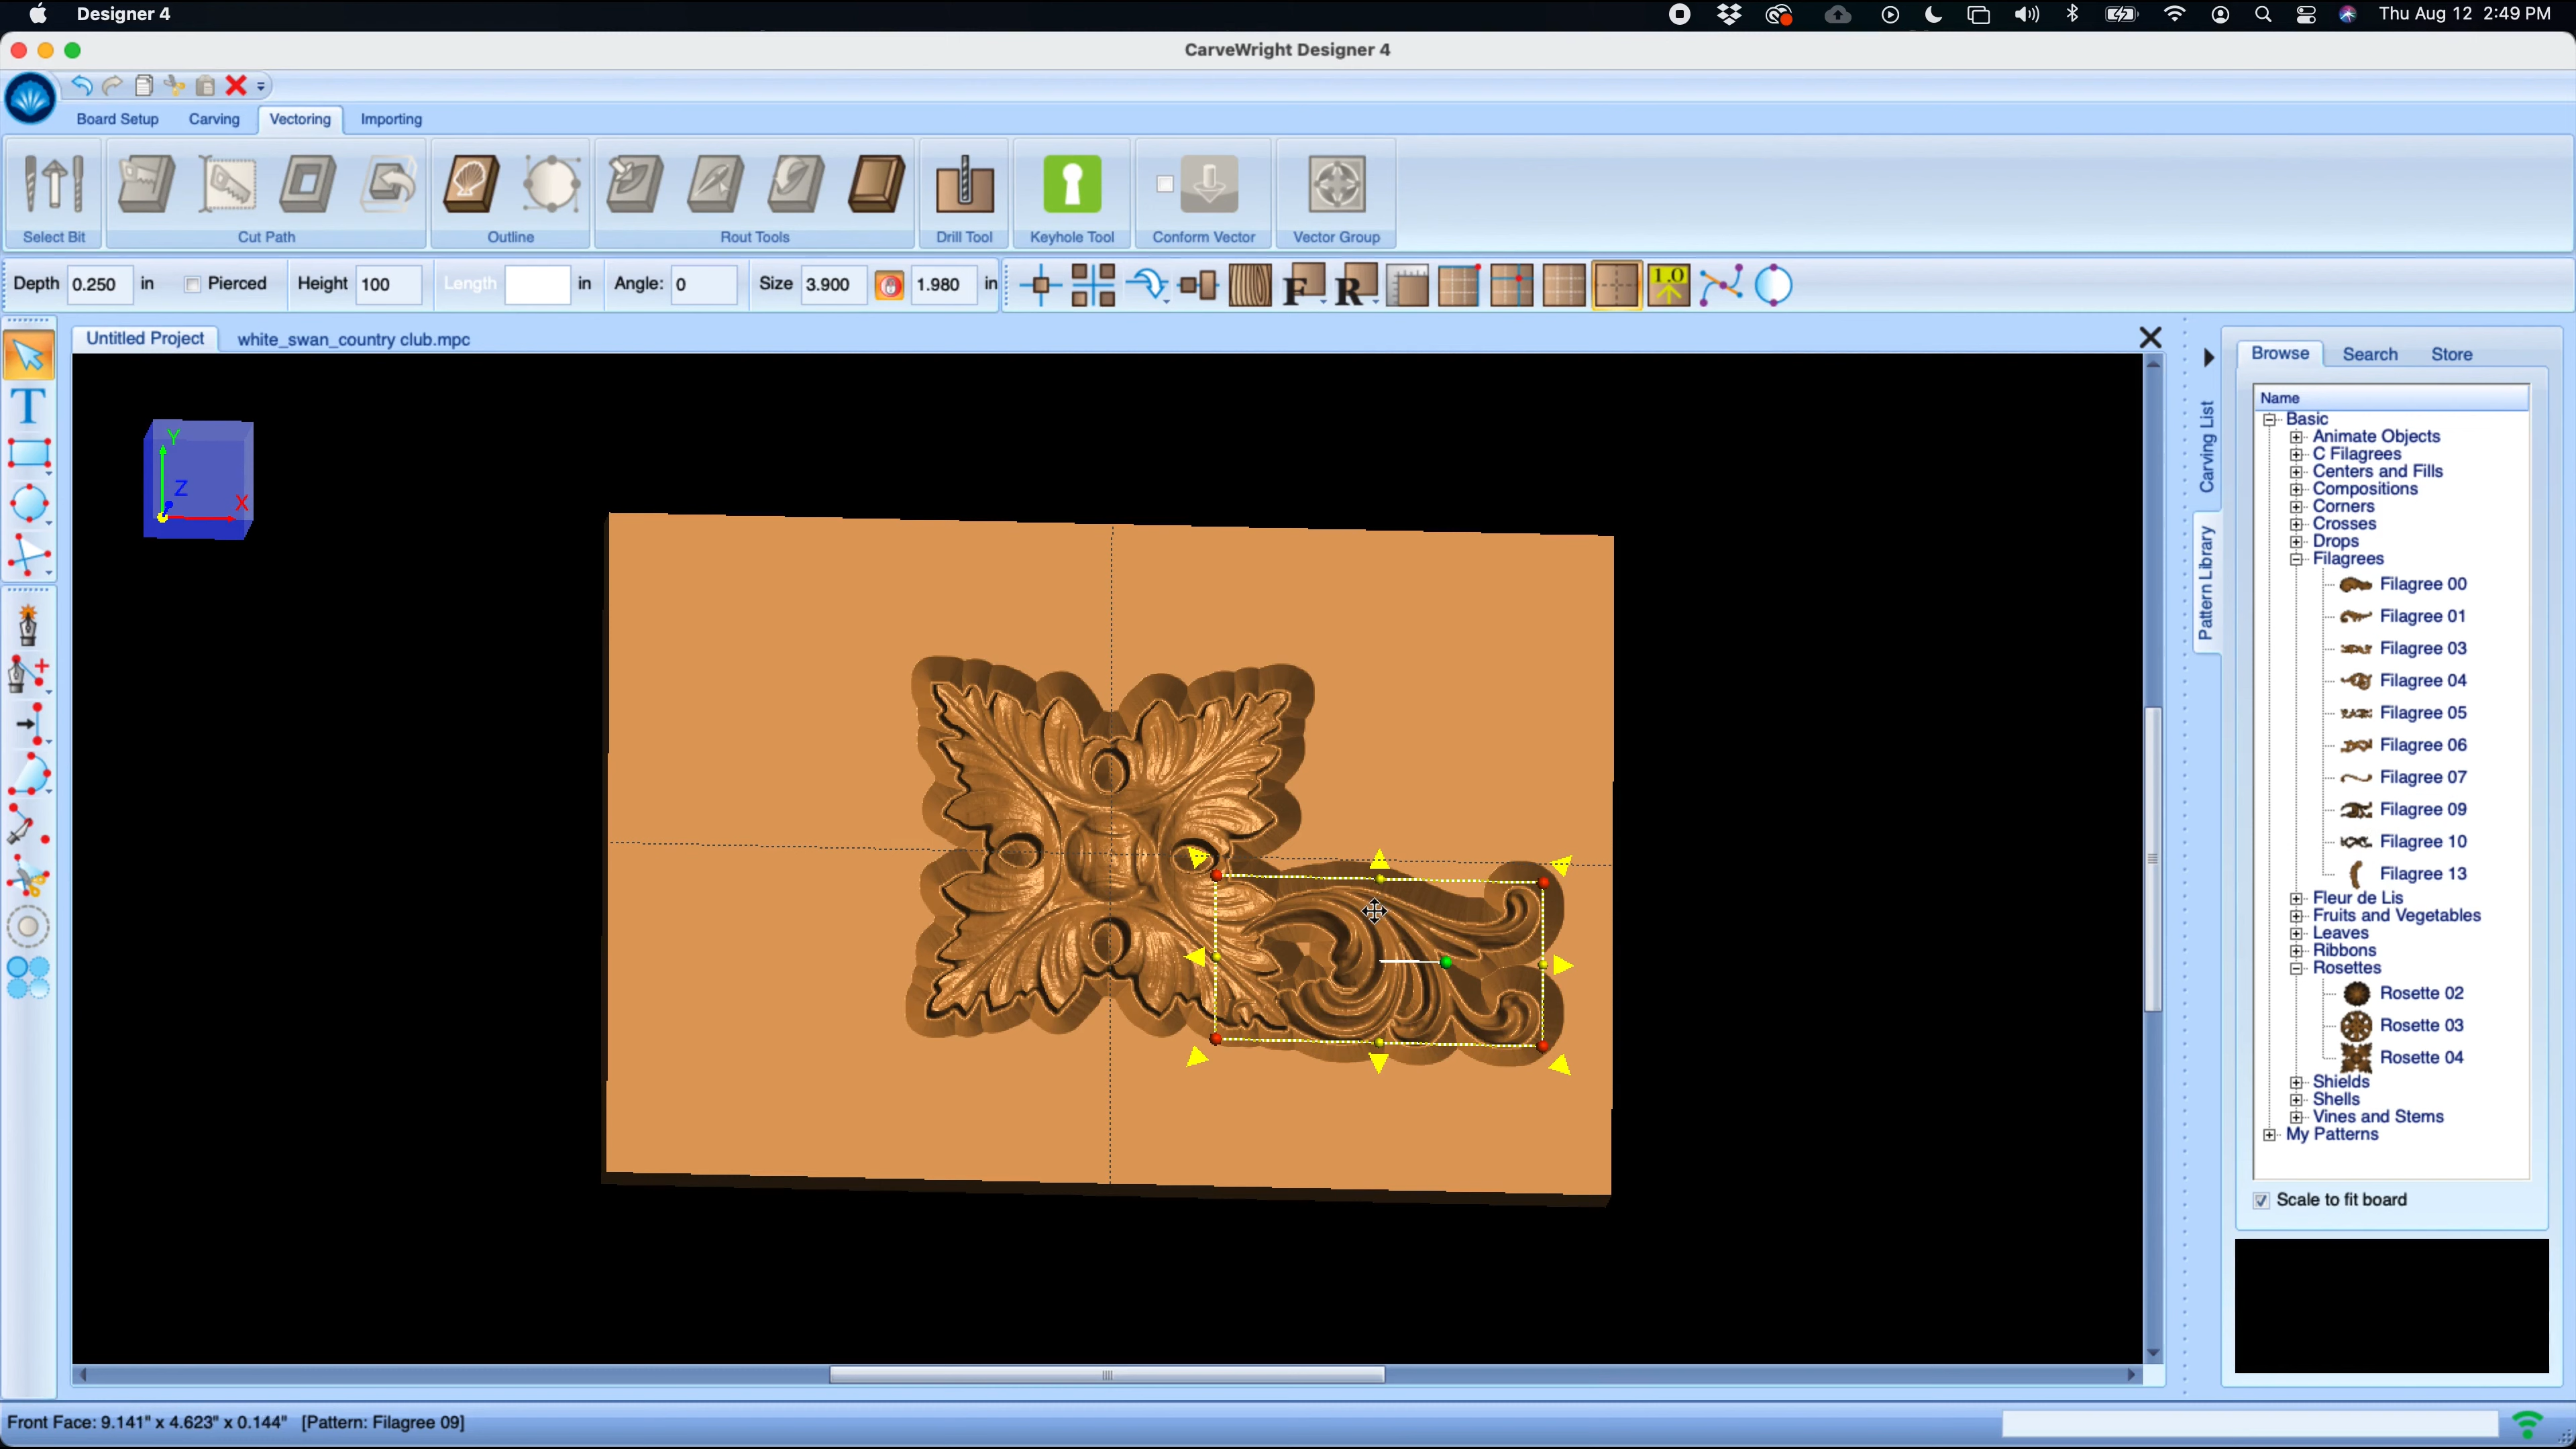 Designer 4
Thu Aug 12 2:49 PM
CarveWright Designer 4
Board Setup Carving Vectoring Importing
Select Bit Cut Path Outline Rout Tools Drill Tool Keyhole Tool Conform Vector Vector Group
Depth 0.250 in Pierced Height 100 Length in Angle: 0 Size 3.900 1.980 in F R 1.0
Untitled Project white_swan_country club.mpc
T
Y
Z
X
Carving List
Pattern Library
Browse Search Store
Name
Basic
Animate Objects
C Filagrees
Centers and Fills
Compositions
Corners
Crosses
Drops
Filagrees
Filagree 00
Filagree 01
Filagree 03
Filagree 04
Filagree 05
Filagree 06
Filagree 07
Filagree 09
Filagree 10
Filagree 13
Fleur de Lis
Fruits and Vegetables
Leaves
Ribbons
Rosettes
Rosette 02
Rosette 03
Rosette 04
Shields
Shells
Vines and Stems
My Patterns
Scale to fit board
Front Face: 9.141" x 4.623" x 0.144" [Pattern: Filagree 09]